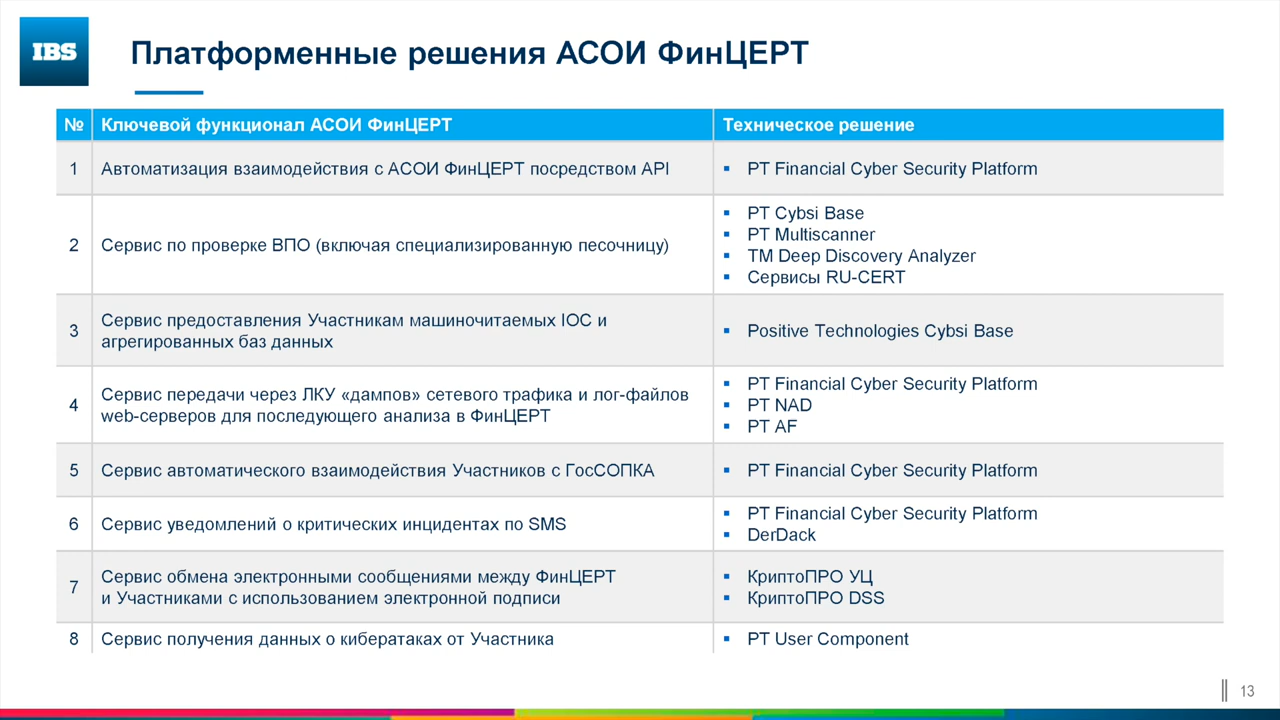 IBS
Платформенные решения АСОИ ФинЦЕРТ
№ Ключевой функционал АСОИ ФинЦЕРТ Техническое решение
1 Автоматизация взаимодействия с АСОИ ФинЦЕРТ посредством API
▪ PT Financial Cyber Security Platform
2 Сервис по проверке ВПО (включая специализированную песочницу)
▪ PT Cybsi Base
▪ PT Multiscanner
▪ TM Deep Discovery Analyzer
▪ Сервисы RU-CERT
3 Сервис предоставления Участникам машиночитаемых IOC и
агрегированных баз данных
▪ Positive Technologies Cybsi Base
4 Сервис передачи через ЛКУ «дампов» сетевого трафика и лог-файлов
web-серверов для последующего анализа в ФинЦЕРТ
▪ PT Financial Cyber Security Platform
▪ PT NAD
▪ PT AF
5 Сервис автоматического взаимодействия Участников с ГосСОПКА
▪ PT Financial Cyber Security Platform
6 Сервис уведомлений о критических инцидентах по SMS
▪ PT Financial Cyber Security Platform
▪ DerDack
7 Сервис обмена электронными сообщениями между ФинЦЕРТ
и Участниками с использованием электронной подписи
▪ КриптоПРО УЦ
▪ КриптоПРО DSS
8 Сервис получения данных о кибератаках от Участника
▪ PT User Component
13